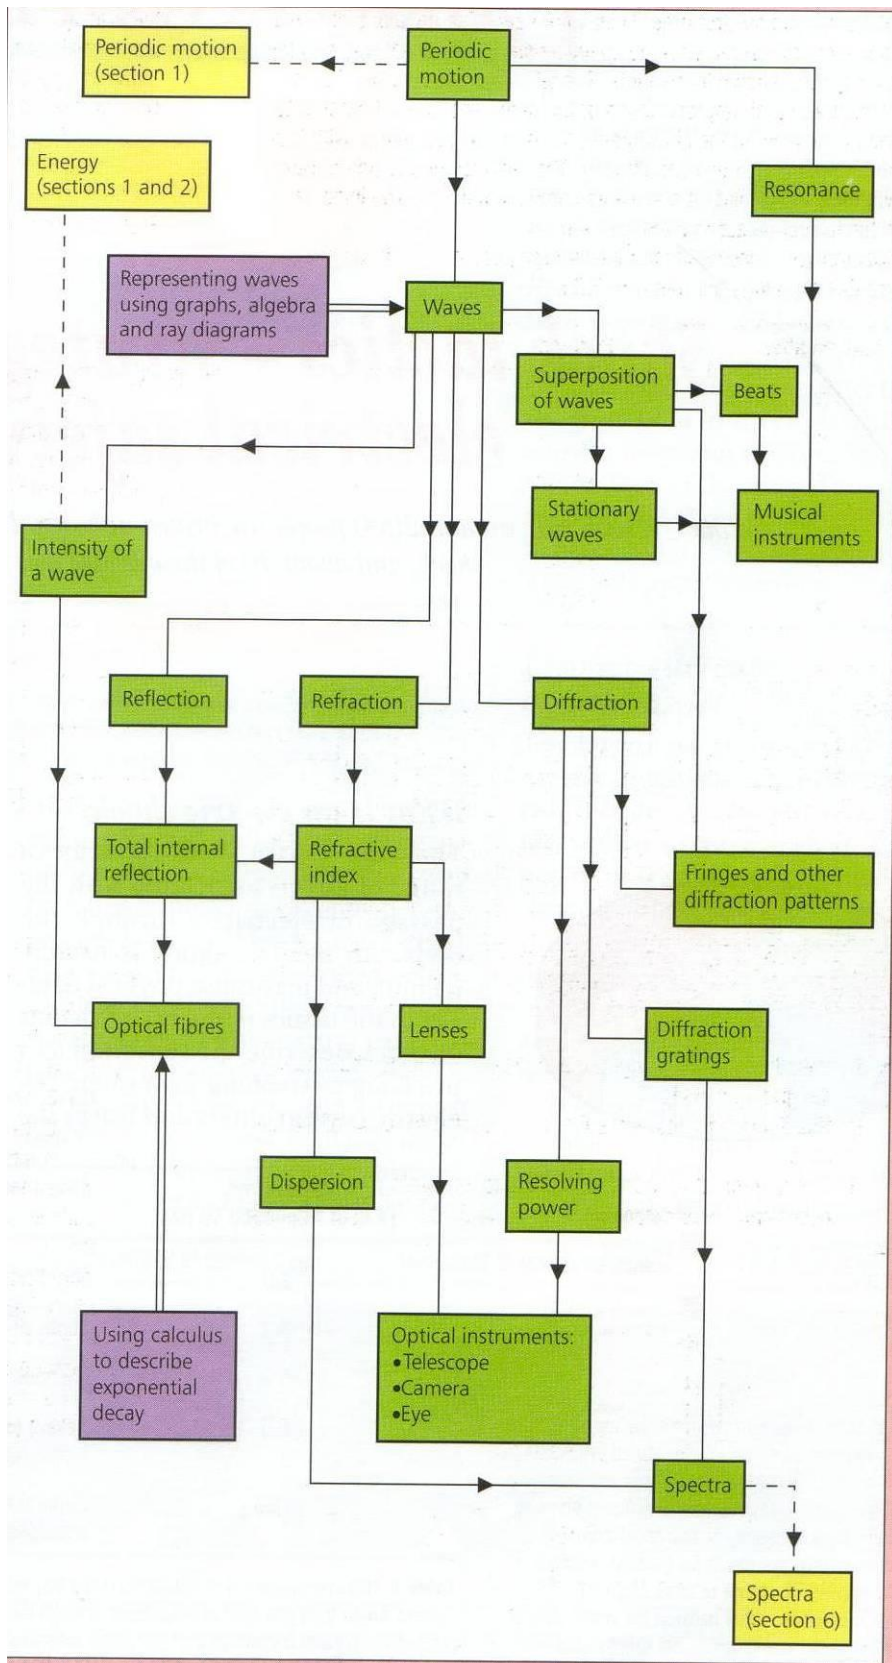 Periodic motion
(section 1)
Periodic
motion
Energy
(sections 1 and 2)
Resonance
Representing waves
using graphs, algebra
and ray diagrams
Waves
Superposition
of waves
Beats
Stationary
waves
Musical
instruments
Intensity of
a wave
Reflection
Refraction
Diffraction
Total internal
reflection
Refractive
index
Fringes and other
diffraction patterns
Optical fibres
Lenses
Diffraction
gratings
Dispersion
Resolving
power
Using calculus
to describe
exponential
decay
Optical instruments:
•Telescope
•Camera
•Eye
Spectra
Spectra
(section 6)